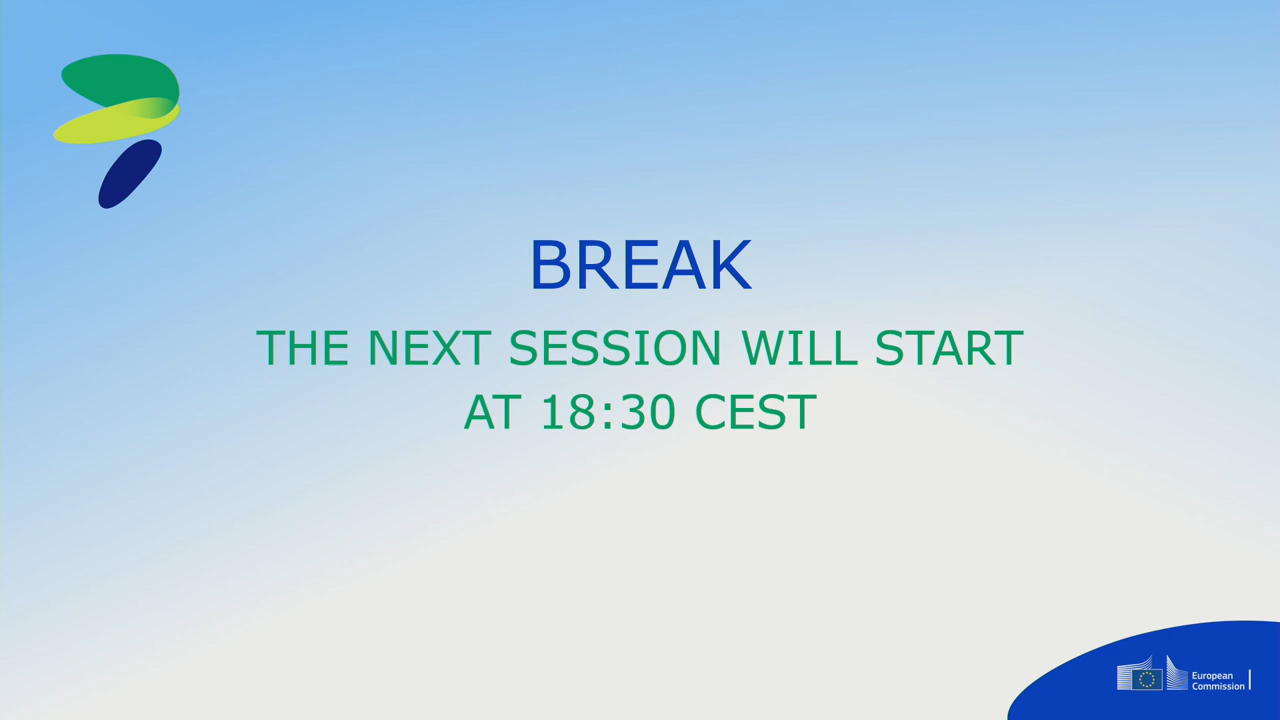 BREAK
THE NEXT SESSION WILL START
AT 18:30 CEST
European
Commission